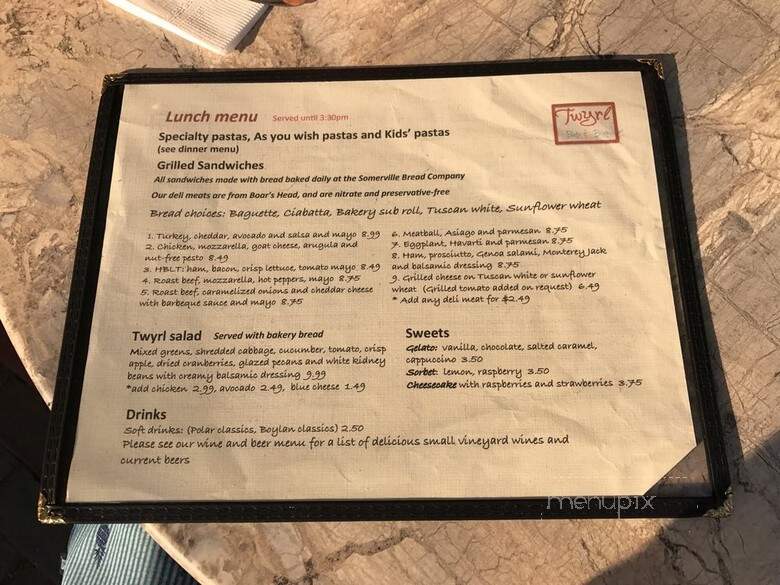 Lunch menu Served until 3:30pm
Twyrl
Specialty pastas, As you wish pastas and Kids' pastas
(see dinner menu)
Grilled Sandwiches
All sandwiches made with bread baked daily at the Somerville Bread Company
Our deli meats are from Boar's Head, and are nitrate and preservative-free
Bread choices: Baguette, Ciabatta, Bakery sub roll, Tuscan white, Sunflower wheat
1. Turkey, cheddar, avocado and salsa and mayo 8.99
2. Chicken, mozzarella, goat cheese, arugula and
nut-free pesto 8.49
3. HBLT: ham, bacon, crisp lettuce, tomato mayo 8.49
4. Roast beef, mozzarella, hot peppers, mayo 8.75
5. Roast beef, caramelized onions and cheddar cheese
with barbeque sauce and mayo 8.75
6. Meatball, Asiago and parmesan 8.75
7. Eggplant, Havarti and parmesan 8.75
8. Ham, prosciutto, Genoa salami, Monterey Jack
and balsamic dressing 8.75
9. Grilled cheese on Tuscan white or sunflower
wheat (Grilled tomato added on request) 6.49
* Add any deli meat for $2.49
Twyrl salad Served with bakery bread
Mixed greens, shredded cabbage, cucumber, tomato, crisp
apple, dried cranberries, glazed pecans and white kidney
beans with creamy balsamic dressing 9.99
*add chicken 2.99, avocado 2.49, blue cheese 1.49
Sweets
Gelato: vanilla, chocolate, salted caramel,
cappuccino 3.50
Sorbet: lemon, raspberry 3.50
Cheesecake with raspberries and strawberries 3.75
Drinks
Soft drinks: (Polar classics, Boylan classics) 2.50
Please see our wine and beer menu for a list of delicious small vineyard wines and
current beers
menupix